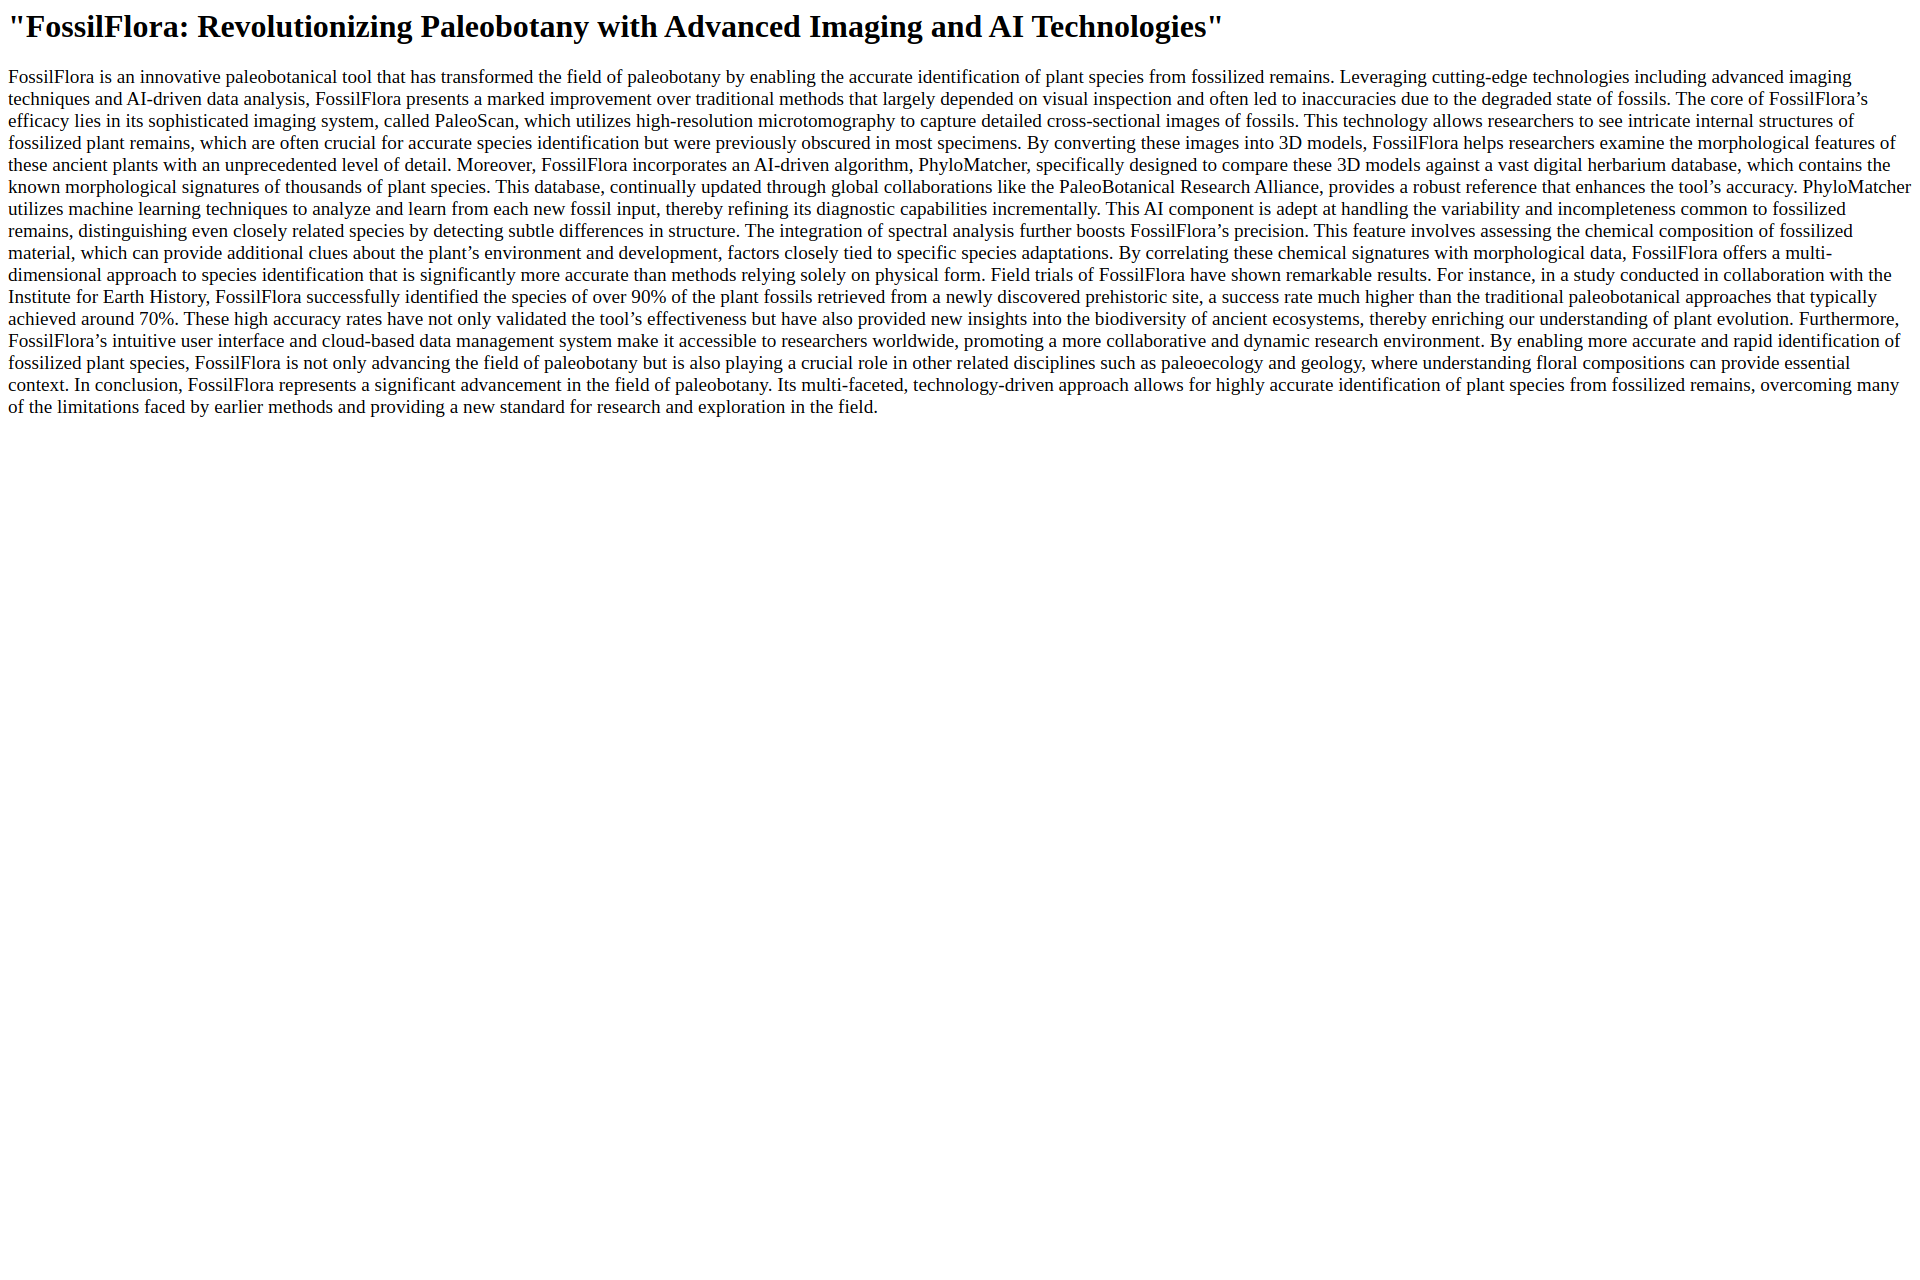 "FossilFlora: Revolutionizing Paleobotany with Advanced Imaging and AI Technologies"
FossilFlora is an innovative paleobotanical tool that has transformed the field of paleobotany by enabling the accurate identification of plant species from fossilized remains. Leveraging cutting-edge technologies including advanced imaging
techniques and AI-driven data analysis, FossilFlora presents a marked improvement over traditional methods that largely depended on visual inspection and often led to inaccuracies due to the degraded state of fossils. The core of FossilFlora’s
efficacy lies in its sophisticated imaging system, called PaleoScan, which utilizes high-resolution microtomography to capture detailed cross-sectional images of fossils. This technology allows researchers to see intricate internal structures of
fossilized plant remains, which are often crucial for accurate species identification but were previously obscured in most specimens. By converting these images into 3D models, FossilFlora helps researchers examine the morphological features of
these ancient plants with an unprecedented level of detail. Moreover, FossilFlora incorporates an AI-driven algorithm, PhyloMatcher, specifically designed to compare these 3D models against a vast digital herbarium database, which contains the
known morphological signatures of thousands of plant species. This database, continually updated through global collaborations like the PaleoBotanical Research Alliance, provides a robust reference that enhances the tool’s accuracy. PhyloMatcher
utilizes machine learning techniques to analyze and learn from each new fossil input, thereby refining its diagnostic capabilities incrementally. This AI component is adept at handling the variability and incompleteness common to fossilized
remains, distinguishing even closely related species by detecting subtle differences in structure. The integration of spectral analysis further boosts FossilFlora’s precision. This feature involves assessing the chemical composition of fossilized
material, which can provide additional clues about the plant’s environment and development, factors closely tied to specific species adaptations. By correlating these chemical signatures with morphological data, FossilFlora offers a multi-
dimensional approach to species identification that is significantly more accurate than methods relying solely on physical form. Field trials of FossilFlora have shown remarkable results. For instance, in a study conducted in collaboration with the
Institute for Earth History, FossilFlora successfully identified the species of over 90% of the plant fossils retrieved from a newly discovered prehistoric site, a success rate much higher than the traditional paleobotanical approaches that typically
achieved around 70%. These high accuracy rates have not only validated the tool’s effectiveness but have also provided new insights into the biodiversity of ancient ecosystems, thereby enriching our understanding of plant evolution. Furthermore,
FossilFlora’s intuitive user interface and cloud-based data management system make it accessible to researchers worldwide, promoting a more collaborative and dynamic research environment. By enabling more accurate and rapid identification of
fossilized plant species, FossilFlora is not only advancing the field of paleobotany but is also playing a crucial role in other related disciplines such as paleoecology and geology, where understanding floral compositions can provide essential
context. In conclusion, FossilFlora represents a significant advancement in the field of paleobotany. Its multi-faceted, technology-driven approach allows for highly accurate identification of plant species from fossilized remains, overcoming many
of the limitations faced by earlier methods and providing a new standard for research and exploration in the field.